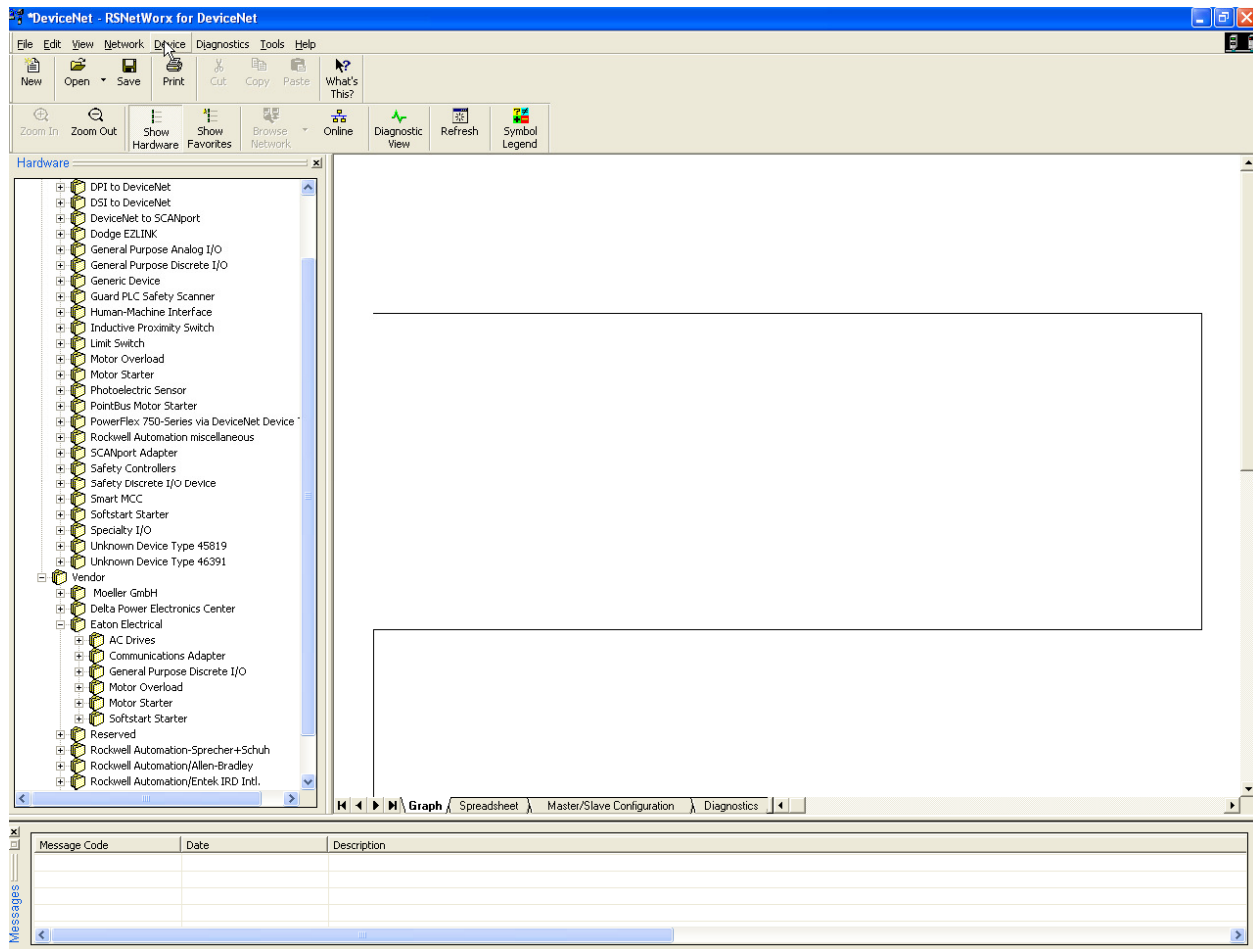 *DeviceNet - RSNetWorx for DeviceNet
File Edit View Network Device Diagnostics Tools Help
New Open Save Print Cut Copy Paste What's This?
Zoom In Zoom Out Show Hardware Show Favorites Browse Network Online Diagnostic View Refresh Symbol Legend
Hardware
DPI to DeviceNet
DSI to DeviceNet
DeviceNet to SCANport
Dodge EZLINK
General Purpose Analog I/O
General Purpose Discrete I/O
Generic Device
Guard PLC Safety Scanner
Human-Machine Interface
Inductive Proximity Switch
Limit Switch
Motor Overload
Motor Starter
Photoelectric Sensor
PointBus Motor Starter
PowerFlex 750-Series via DeviceNet Device
Rockwell Automation miscellaneous
SCANport Adapter
Safety Controllers
Safety Discrete I/O Device
Smart MCC
Softstart Starter
Specialty I/O
Unknown Device Type 45819
Unknown Device Type 46391
Vendor
Moeller GmbH
Delta Power Electronics Center
Eaton Electrical
AC Drives
Communications Adapter
General Purpose Discrete I/O
Motor Overload
Motor Starter
Softstart Starter
Reserved
Rockwell Automation-Sprecher+Schuh
Rockwell Automation/Allen-Bradley
Rockwell Automation/Entek IRD Intl.
Graph Spreadsheet Master/Slave Configuration Diagnostics
Message Code Date Description
Messages